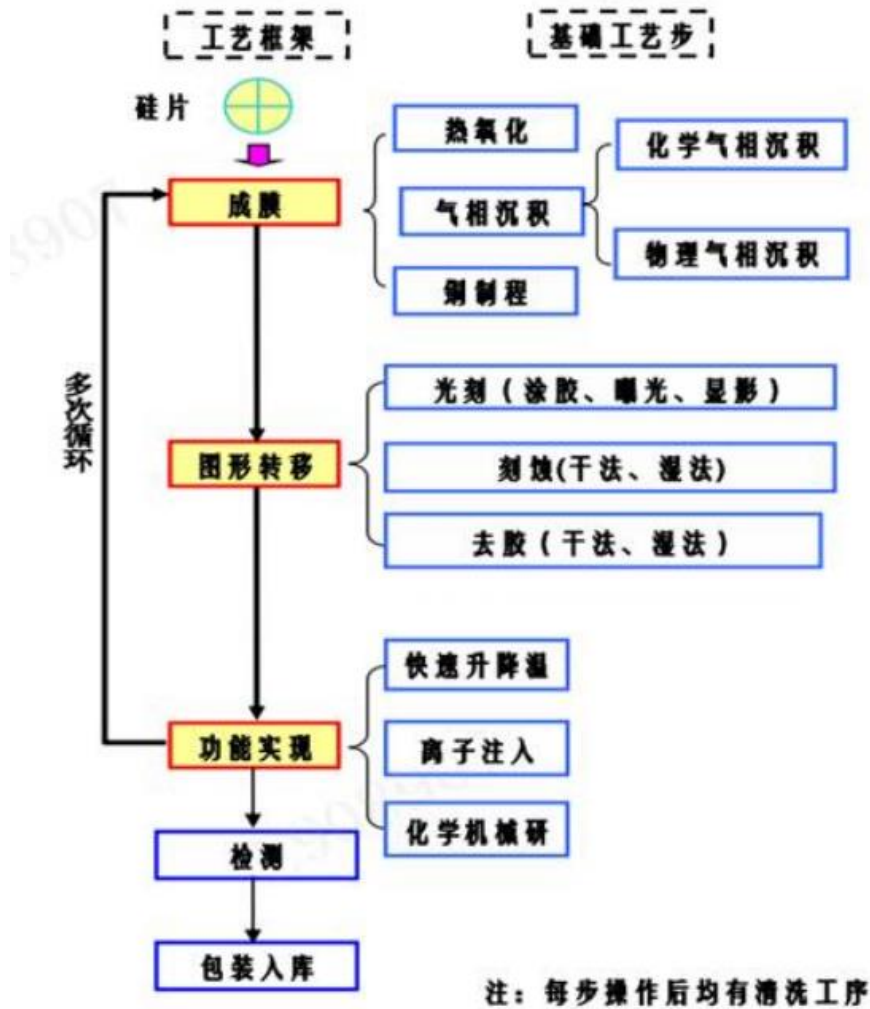 工艺框架
基础工艺步
硅片
成膜
热氧化
气相沉积
铜制程
化学气相沉积
物理气相沉积
多次循环
图形转移
光刻（涂胶、曝光、显影）
刻蚀(干法、湿法)
去胶（干法、湿法）
功能实现
快速升降温
离子注入
化学机械研
检测
包装入库
注：每步操作后均有清洗工序